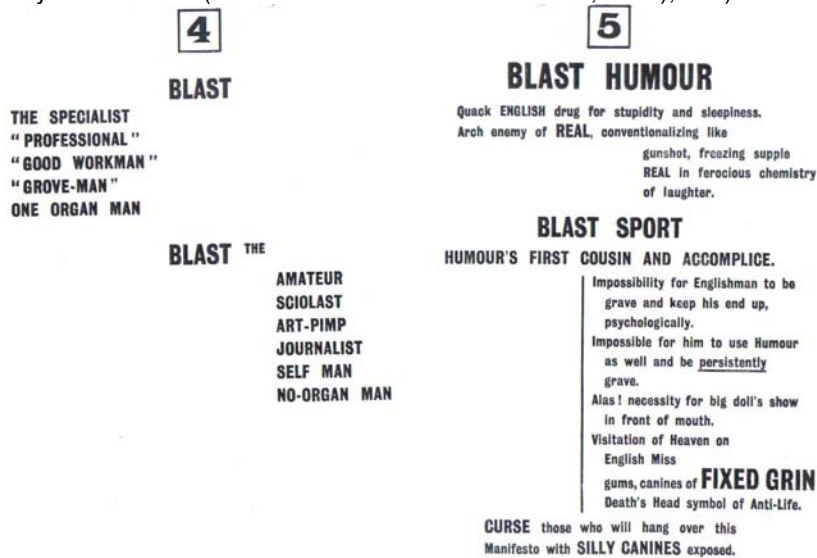 4
BLAST
THE SPECIALIST
"PROFESSIONAL"
"GOOD WORKMAN"
"GROVE-MAN"
ONE ORGAN MAN
BLAST THE
AMATEUR
SCIOLAST
ART-PIMP
JOURNALIST
SELF MAN
NO-ORGAN MAN
5
BLAST HUMOUR
Quack ENGLISH drug for stupidity and sleepiness.
Arch enemy of REAL, conventionalizing like
gunshot, freezing supple
REAL in ferocious chemistry
of laughter.
BLAST SPORT
HUMOUR'S FIRST COUSIN AND ACCOMPLICE.
Impossibility for Englishman to be
grave and keep his end up,
psychologically.
Impossible for him to use Humour
as well and be persistently
grave.
Alas! necessity for big doll's show
in front of mouth.
Visitation of Heaven on
English Miss
gums, canines of FIXED GRIN
Death's Head symbol of Anti-Life.
CURSE those who will hang over this
Manifesto with SILLY CANINES exposed.